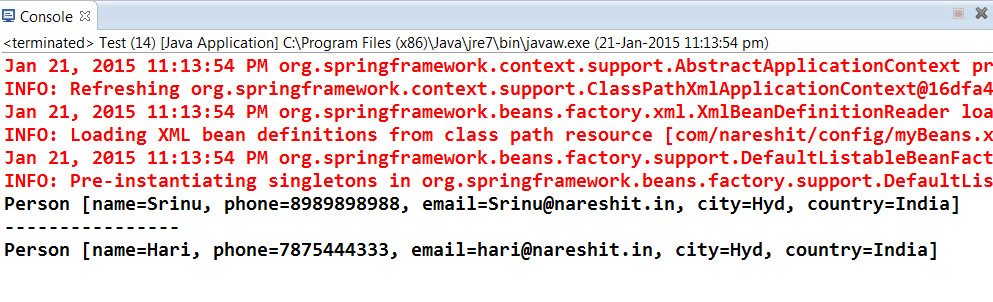 Console
<terminated> Test (14) [Java Application] C:\Program Files (x86)\Java\jre7\bin\javaw.exe (21-Jan-2015 11:13:54 pm)
Jan 21, 2015 11:13:54 PM org.springframework.context.support.AbstractApplicationContext pr
INFO: Refreshing org.springframework.context.support.ClassPathXmlApplicationContext@16dfa4
Jan 21, 2015 11:13:54 PM org.springframework.beans.factory.xml.XmlBeanDefinitionReader loa
INFO: Loading XML bean definitions from class path resource [com/nareshit/config/myBeans.x
Jan 21, 2015 11:13:54 PM org.springframework.beans.factory.support.DefaultListableBeanFact
INFO: Pre-instantiating singletons in org.springframework.beans.factory.support.DefaultLis
Person [name=Srinu, phone=8989898988, email=Srinu@nareshit.in, city=Hyd, country=India]
----------------
Person [name=Hari, phone=7875444333, email=hari@nareshit.in, city=Hyd, country=India]